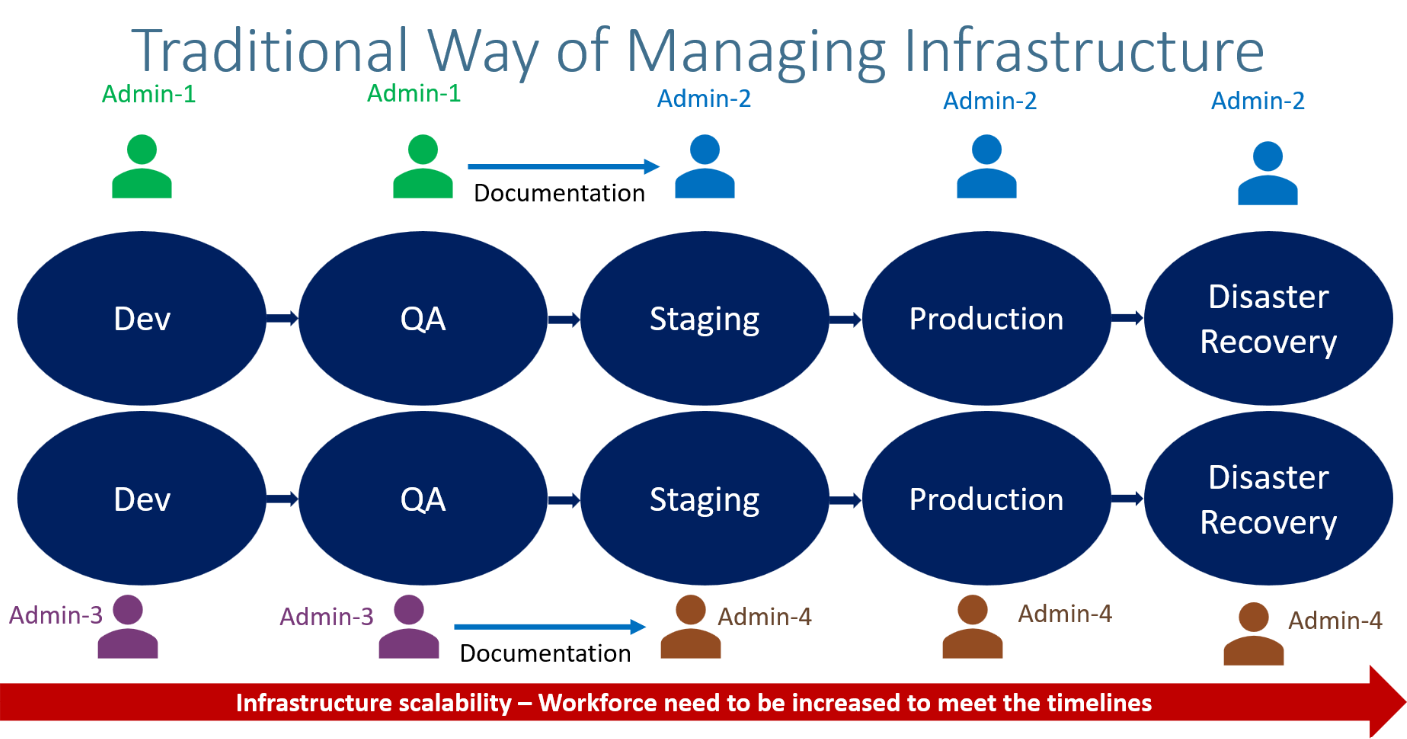 Traditional Way of Managing Infrastructure
Admin-1
Admin-1
Admin-2
Admin-2
Admin-2
Documentation
Dev
QA
Staging
Production
Disaster
Recovery
Dev
QA
Staging
Production
Disaster
Recovery
Admin-3
Admin-3
Admin-4
Admin-4
Admin-4
Documentation
Infrastructure scalability – Workforce need to be increased to meet the timelines